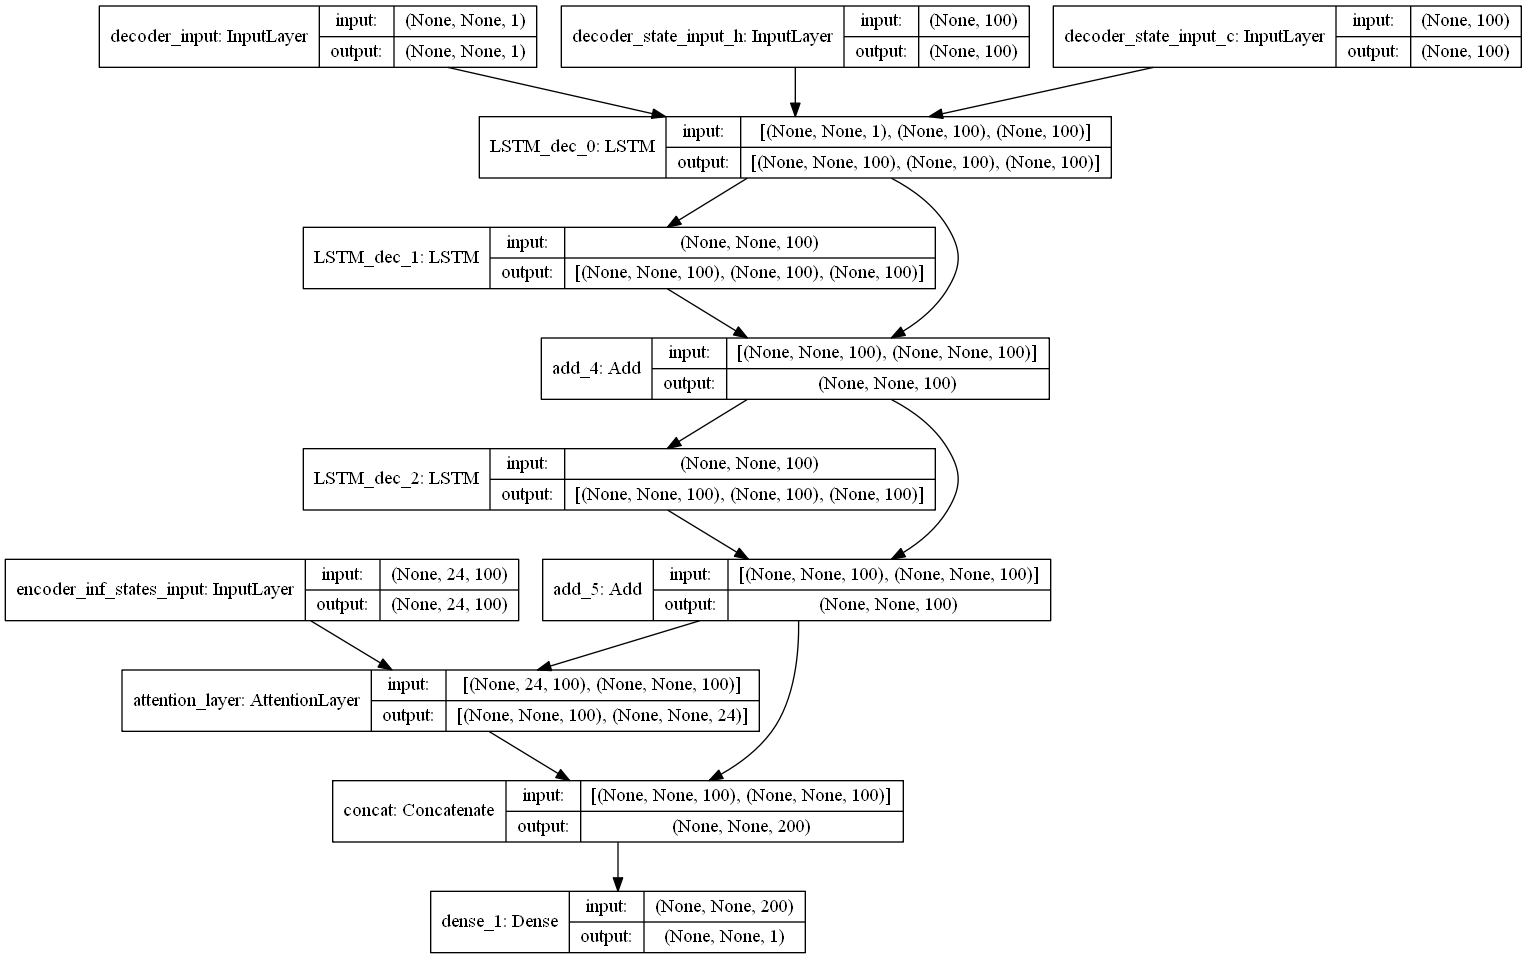 decoder_input: InputLayer
input:
(None, None, 1)
output:
(None, None, 1)
decoder_state_input_h: InputLayer
input:
(None, 100)
output:
(None, 100)
decoder_state_input_c: InputLayer
input:
(None, 100)
output:
(None, 100)
LSTM_dec_0: LSTM
input:
[(None, None, 1), (None, 100), (None, 100)]
output:
[(None, None, 100), (None, 100), (None, 100)]
LSTM_dec_1: LSTM
input:
(None, None, 100)
output:
[(None, None, 100), (None, 100), (None, 100)]
add_4: Add
input:
[(None, None, 100), (None, None, 100)]
output:
(None, None, 100)
LSTM_dec_2: LSTM
input:
(None, None, 100)
output:
[(None, None, 100), (None, 100), (None, 100)]
encoder_inf_states_input: InputLayer
input:
(None, 24, 100)
output:
(None, 24, 100)
add_5: Add
input:
[(None, None, 100), (None, None, 100)]
output:
(None, None, 100)
attention_layer: AttentionLayer
input:
[(None, 24, 100), (None, None, 100)]
output:
[(None, None, 100), (None, None, 24)]
concat: Concatenate
input:
[(None, None, 100), (None, None, 100)]
output:
(None, None, 200)
dense_1: Dense
input:
(None, None, 200)
output:
(None, None, 1)